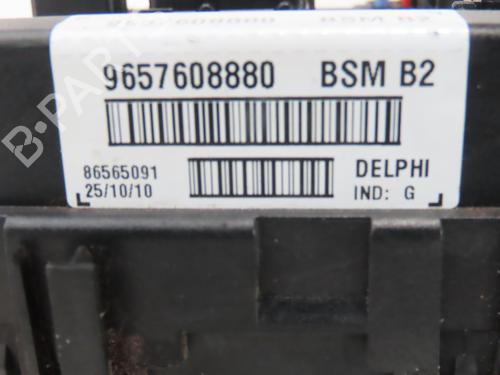 9657608880 BSM B2
86565091
25/10/10
DELPHI
IND: G
B-PARTS